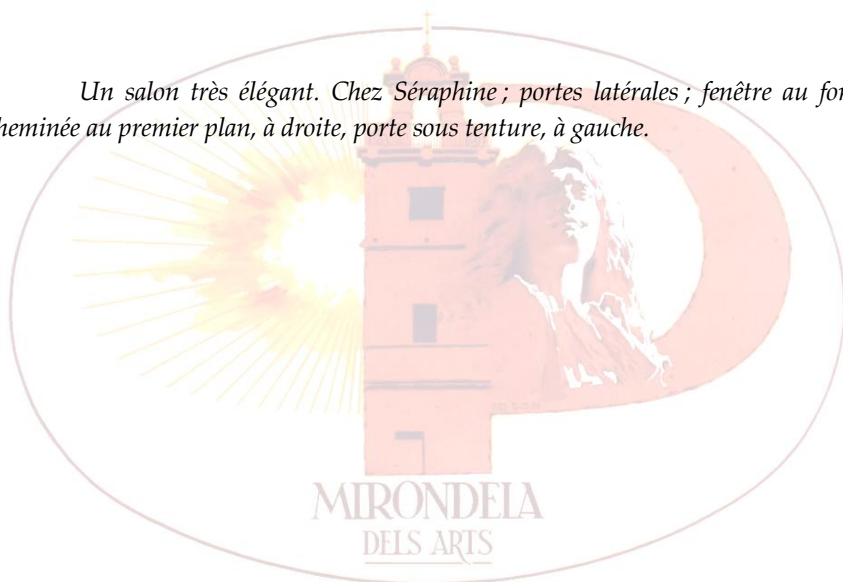 Un salon très élégant. Chez Séraphine ; portes latérales ; fenêtre au
heminée au premier plan, à droite, porte sous tenture, à gauche.
MIRONDELA
DELS ARTS